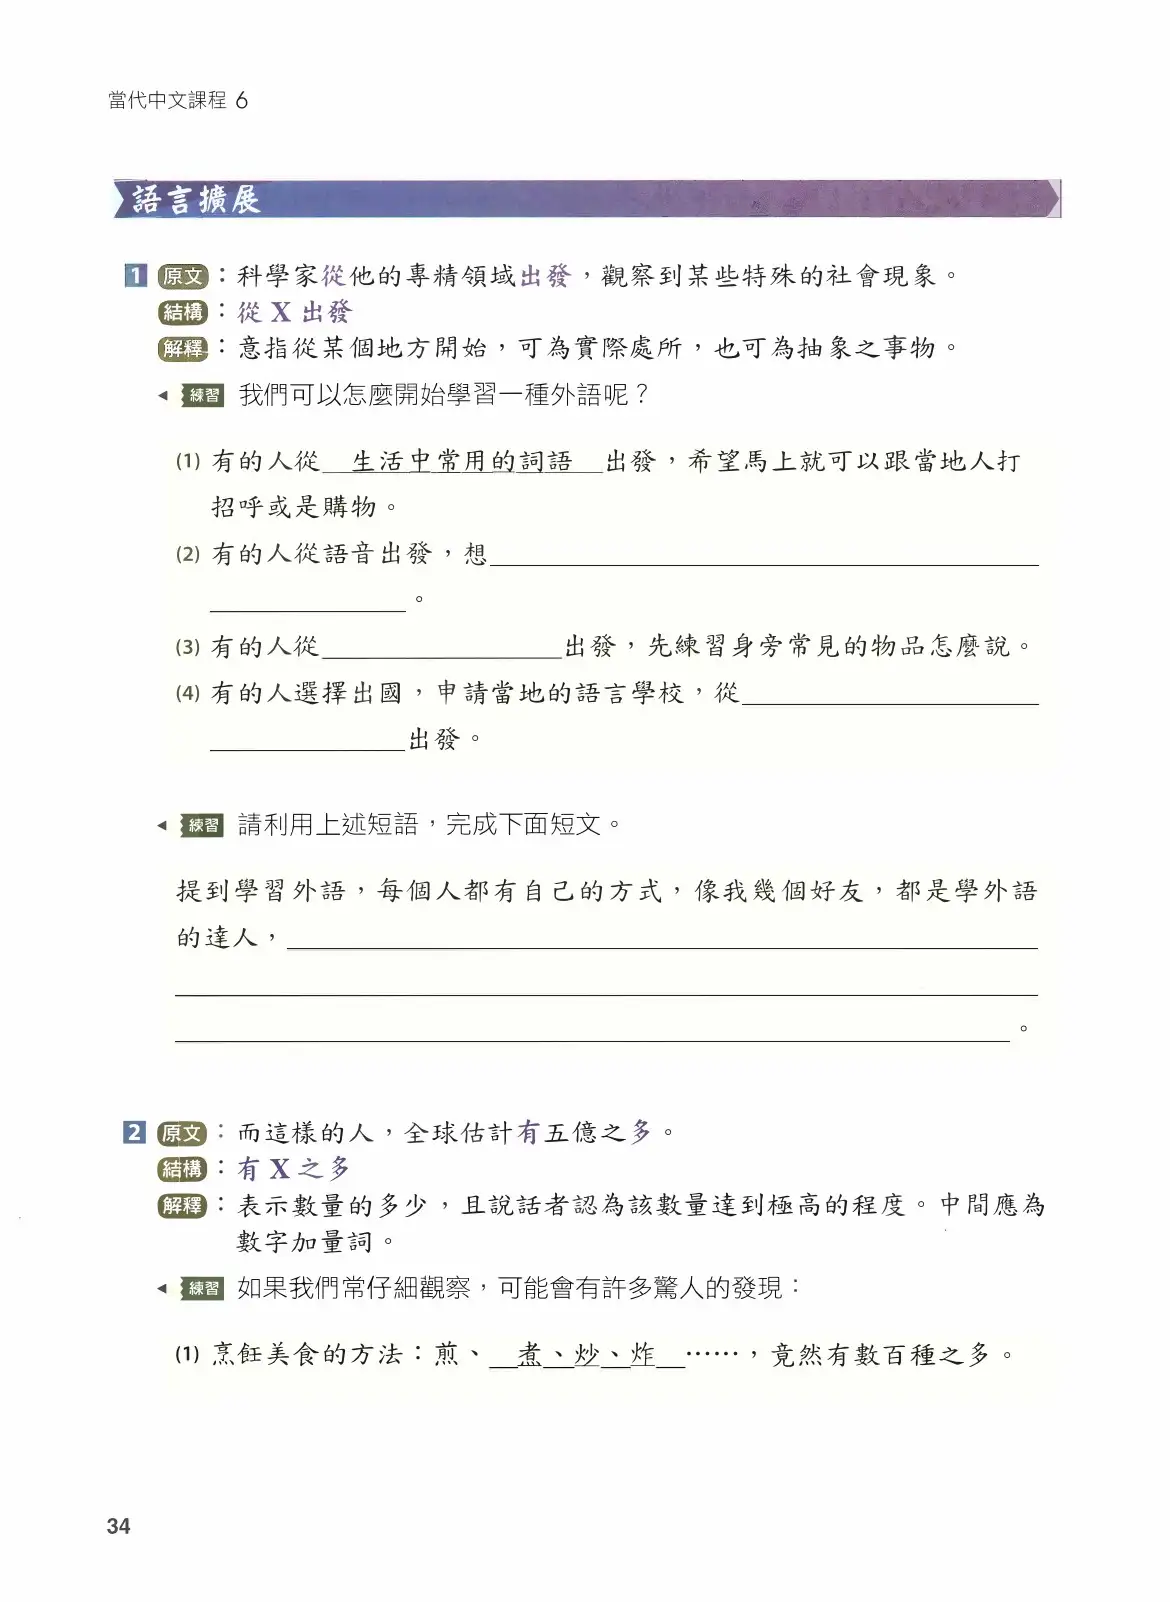 當代中文課程 6
語言擴展
1 原文：科學家從他的專精領域出發，觀察到某些特殊的社會現象。
結構：從 X 出發
解釋：意指從某個地方開始，可為實際處所，也可為抽象之事物。
練習 我們可以怎麼開始學習一種外語呢？
(1) 有的人從 生活中常用的詞語 出發，希望馬上就可以跟當地人打
招呼或是購物。
(2) 有的人從語音出發，想
。
(3) 有的人從 出發，先練習身旁常見的物品怎麼說。
(4) 有的人選擇出國，申請當地的語言學校，從
出發。
練習 請利用上述短語，完成下面短文。
提到學習外語，每個人都有自己的方式，像我幾個好友，都是學外語
的達人，
。
2 原文：而這樣的人，全球估計有五億之多。
結構：有 X 之多
解釋：表示數量的多少，且說話者認為該數量達到極高的程度。中間應為
數字加量詞。
練習 如果我們常仔細觀察，可能會有許多驚人的發現：
(1) 烹飪美食的方法：煎、 煮、炒、炸 ……，竟然有數百種之多。
34